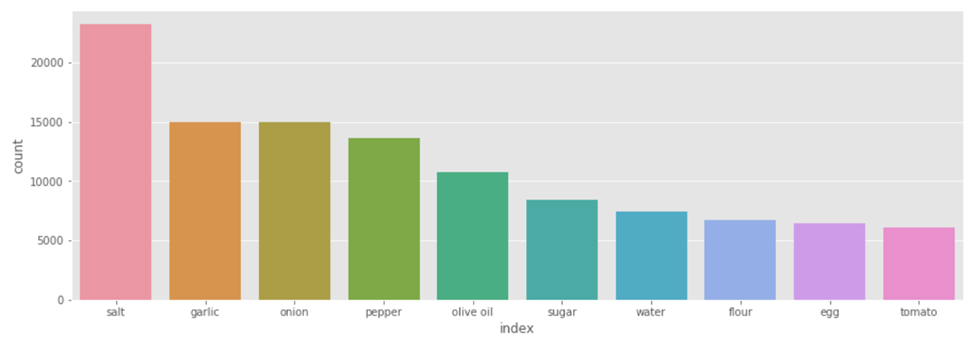 count
20000
15000
10000
5000
0
salt garlic onion pepper olive oil sugar water flour egg tomato
index